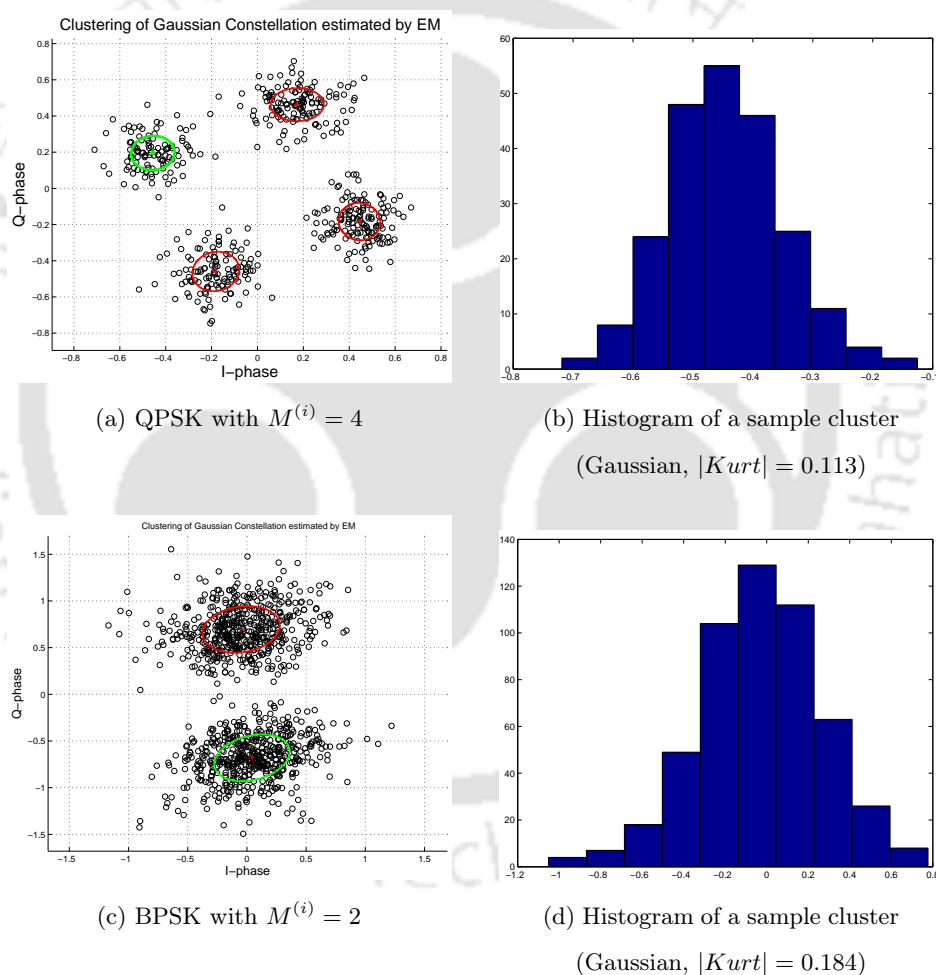 Clustering of Gaussian Constellation estimated by EM
0.8
0.6
0.4
0.2
0
−0.2
−0.4
−0.6
−0.8
Q−phase
−0.8 −0.6 −0.4 −0.2 0 0.2 0.4 0.6 0.8
I−phase
60
50
40
30
20
10
0
−0.8 −0.7 −0.6 −0.5 −0.4 −0.3 −0.2 −0.1
(a) QPSK with M^(i) = 4
(b) Histogram of a sample cluster
(Gaussian, |Kurt| = 0.113)
Clustering of Gaussian Constellation estimated by EM
1.5
1
0.5
0
−0.5
−1
−1.5
Q−phase
−1.5 −1 −0.5 0 0.5 1 1.5
I−phase
140
120
100
80
60
40
20
0
−1.2 −1 −0.8 −0.6 −0.4 −0.2 0 0.2 0.4 0.6 0.8
(c) BPSK with M^(i) = 2
(d) Histogram of a sample cluster
(Gaussian, |Kurt| = 0.184)